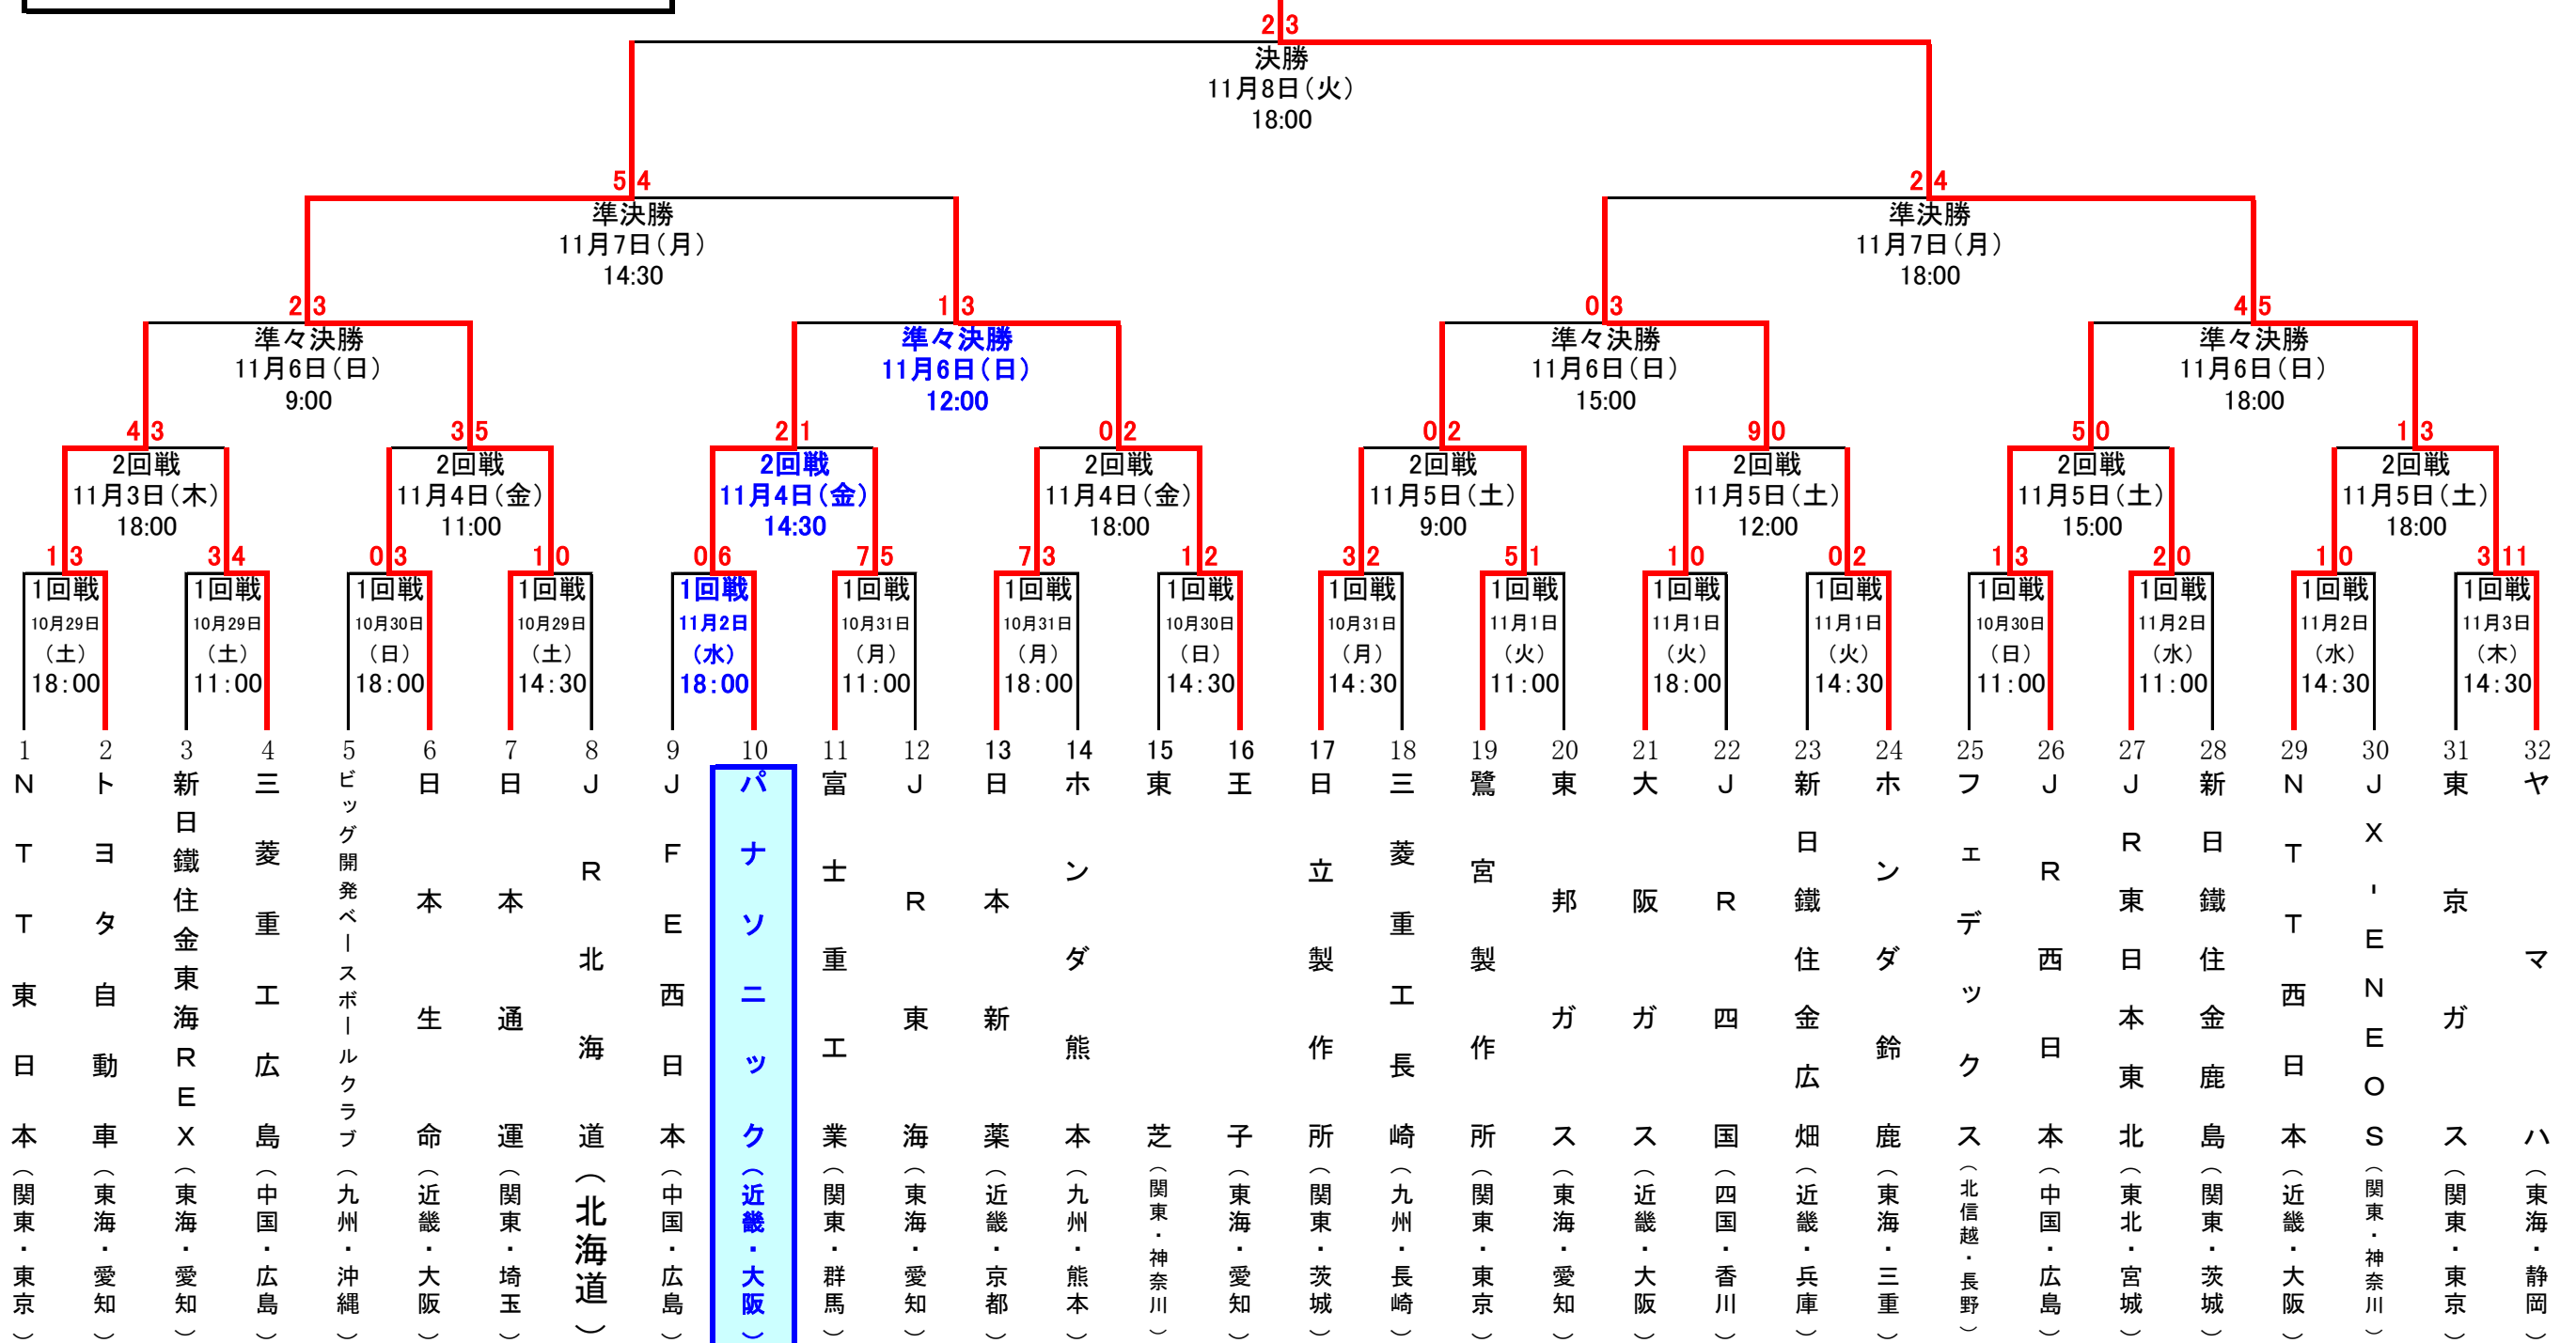 2 3
決勝
11月8日(火)
18:00
5 4
準決勝
11月7日(月)
14:30
2 4
準決勝
11月7日(月)
18:00
2 3
準々決勝
11月6日(日)
9:00
1 3
準々決勝
11月6日(日)
12:00
0 3
準々決勝
11月6日(日)
15:00
4 5
準々決勝
11月6日(日)
18:00
4 3
2回戦
11月3日(木)
18:00
3 5
2回戦
11月4日(金)
11:00
2 1
2回戦
11月4日(金)
14:30
0 2
2回戦
11月4日(金)
18:00
0 2
2回戦
11月5日(土)
9:00
9 0
2回戦
11月5日(土)
12:00
5 0
2回戦
11月5日(土)
15:00
1 3
2回戦
11月5日(土)
18:00
1 3
1回戦
10月29日
(土)
18:00
3 4
1回戦
10月29日
(土)
11:00
0 3
1回戦
10月30日
(日)
18:00
1 0
1回戦
10月29日
(土)
14:30
0 6
1回戦
11月2日
(水)
18:00
7 5
1回戦
10月31日
(月)
11:00
7 3
1回戦
10月31日
(月)
18:00
1 2
1回戦
10月30日
(日)
14:30
3 2
1回戦
10月31日
(月)
14:30
5 1
1回戦
11月1日
(火)
11:00
1 0
1回戦
11月1日
(火)
18:00
0 2
1回戦
11月1日
(火)
14:30
1 3
1回戦
10月30日
(日)
11:00
2 0
1回戦
11月2日
(水)
11:00
1 0
1回戦
11月2日
(水)
14:30
3 11
1回戦
11月3日
(木)
14:30
1 NTT東日本(関東・東京)
2 トヨタ自動車(東海・愛知)
3 新日鐵住金東海REX(東海・愛知)
4 三菱重工広島(中国・広島)
5 ビッグ開発ベースボールクラブ(九州・沖縄)
6 日本生命(近畿・大阪)
7 日本通運(関東・埼玉)
8 JR北海道(北海道)
9 JFE西日本(中国・広島)
10 パナソニック(近畿・大阪)
11 富士重工業(関東・群馬)
12 JR東海(東海・愛知)
13 日本新薬(近畿・京都)
14 ホンダ熊本(九州・熊本)
15 東芝(関東・神奈川)
16 王子(東海・愛知)
17 日立製作所(関東・茨城)
18 三菱重工長崎(九州・長崎)
19 鷺宮製作所(関東・東京)
20 東邦ガス(東海・愛知)
21 大阪ガス(近畿・大阪)
22 JR四国(四国・香川)
23 新日鐵住金広畑(近畿・兵庫)
24 ホンダ鈴鹿(東海・三重)
25 フェデックス(北信越・長野)
26 JR西日本(中国・広島)
27 JR東日本東北(東北・宮城)
28 新日鐵住金鹿島(関東・茨城)
29 NTT西日本(近畿・大阪)
30 JX-ENEOS(関東・神奈川)
31 東京ガス(関東・東京)
32 ヤマハ(東海・静岡)